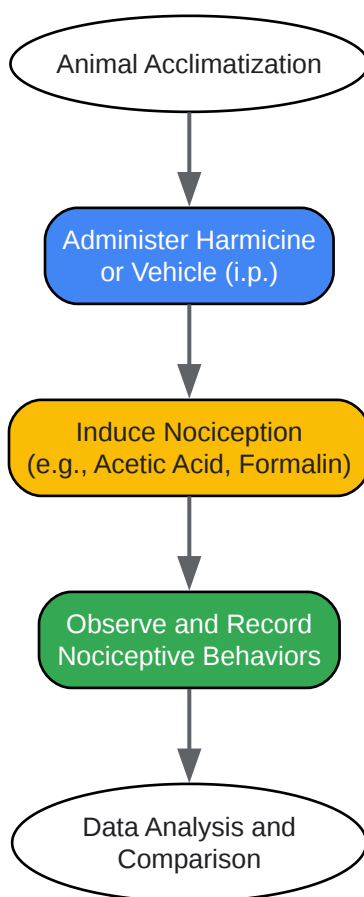 Animal Acclimatization
Administer Harmicine
or Vehicle (i.p.)
Induce Nociception
(e.g., Acetic Acid, Formalin)
Observe and Record
Nociceptive Behaviors
Data Analysis and
Comparison